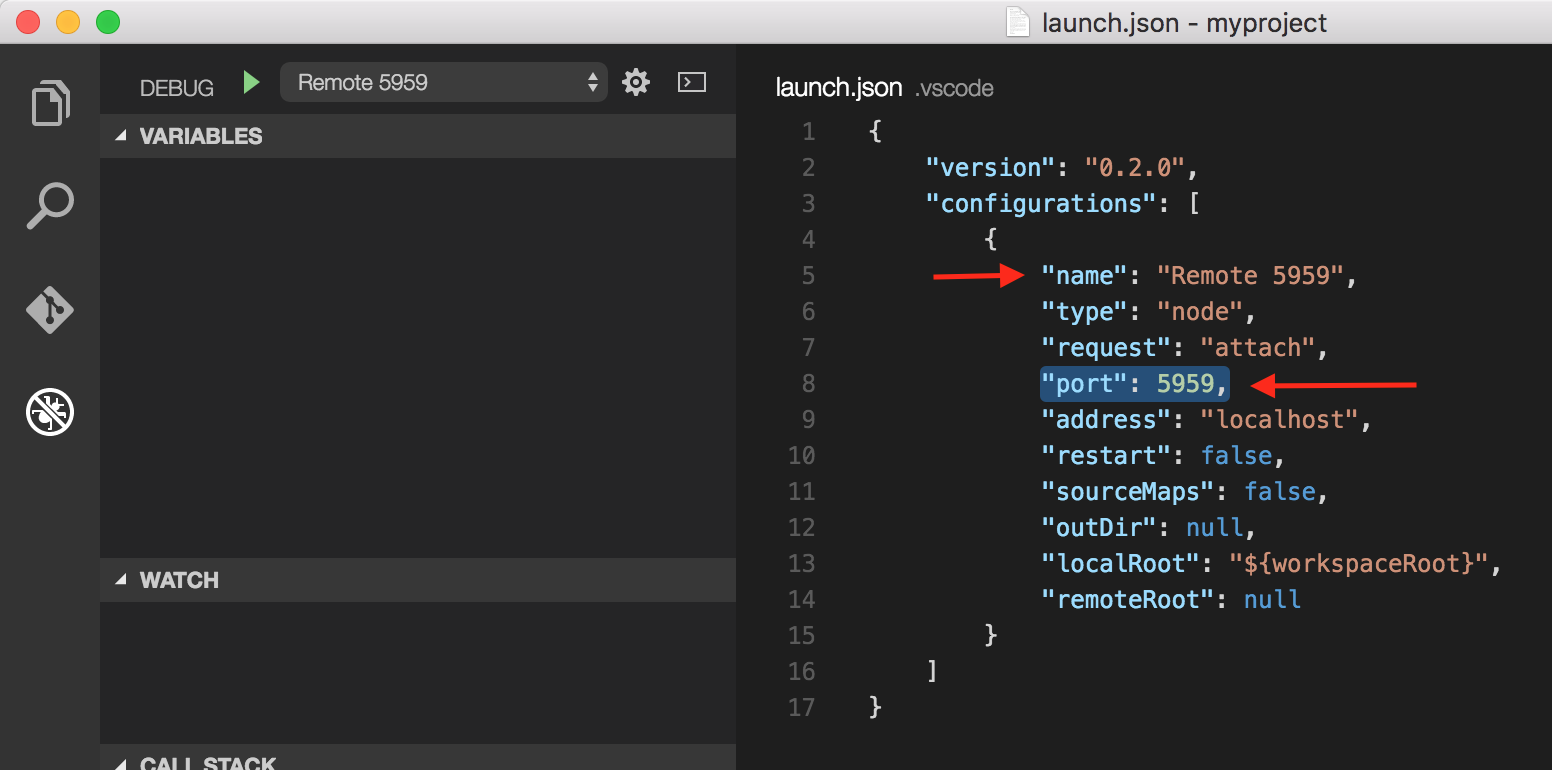 launch.json - myproject
DEBUG
Remote 5959
VARIABLES
WATCH
CALL STACK
launch.json .vscode
1 {
2 "version": "0.2.0",
3 "configurations": [
4 {
5 "name": "Remote 5959",
6 "type": "node",
7 "request": "attach",
8 "port": 5959,
9 "address": "localhost",
10 "restart": false,
11 "sourceMaps": false,
12 "outDir": null,
13 "localRoot": "${workspaceRoot}",
14 "remoteRoot": null
15 }
16 ]
17 }